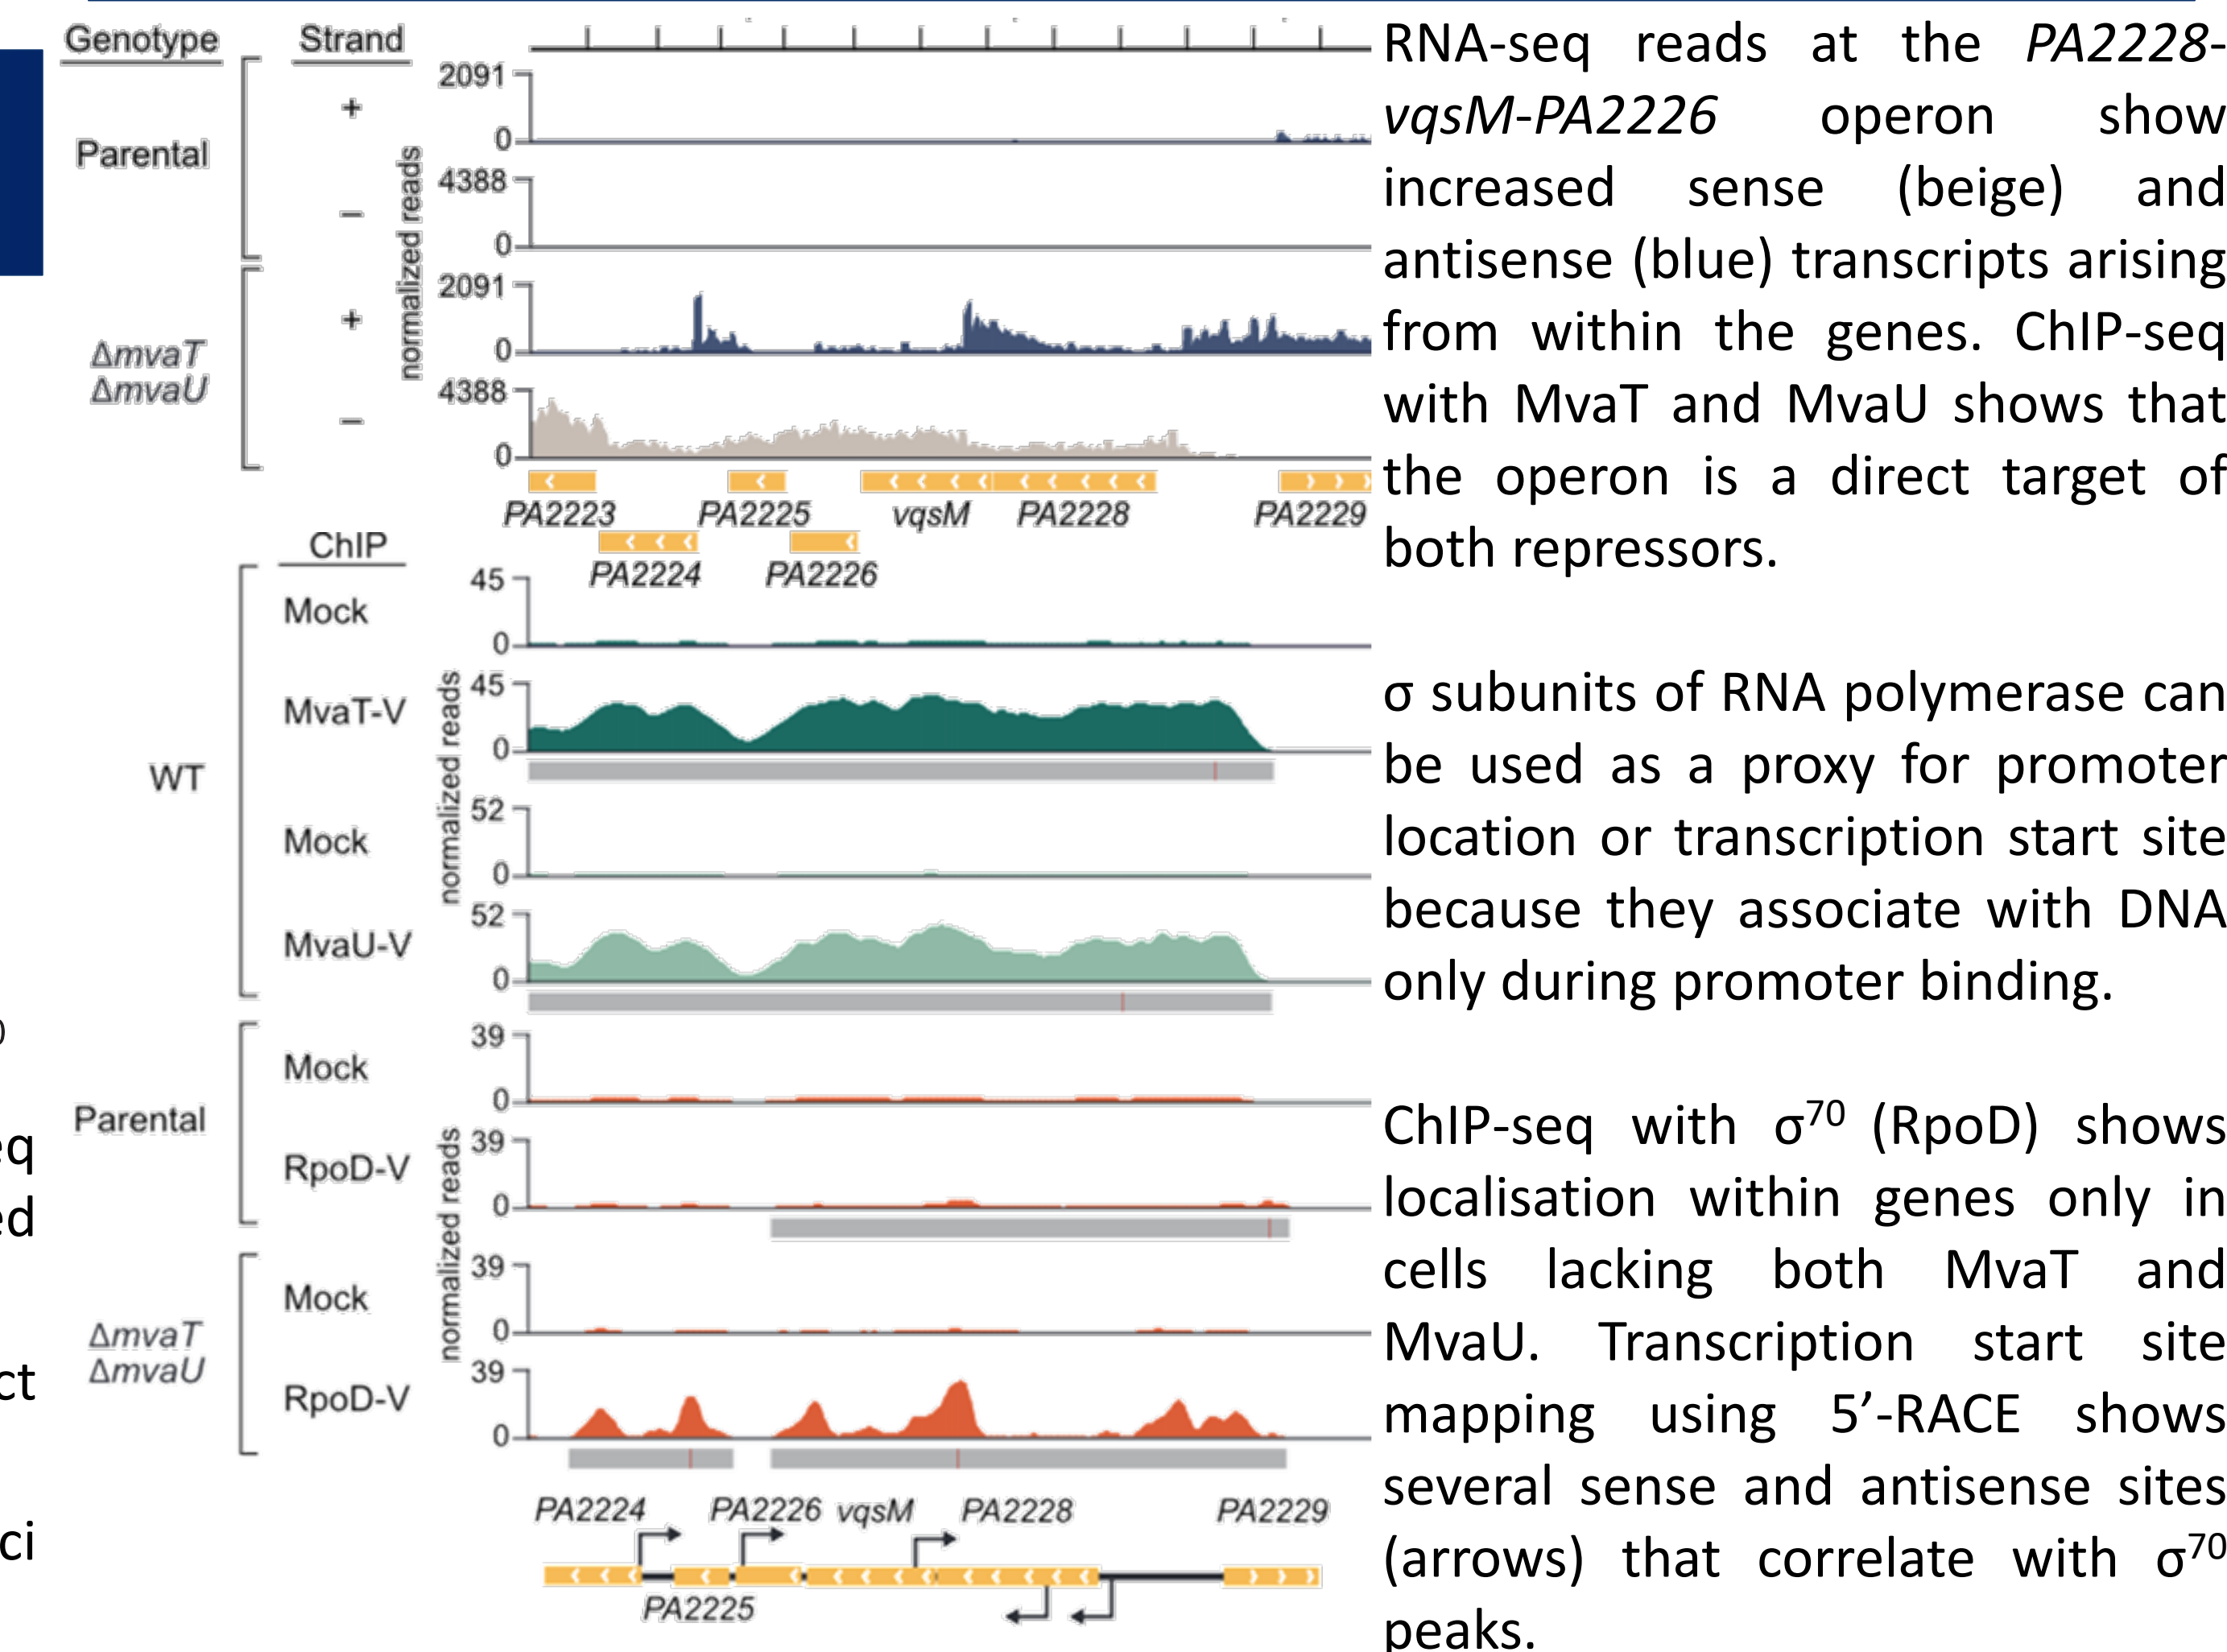 Genotype Strand
Parental
+
–
ΔmvaT
ΔmvaU
+
–
normalized reads
2091
0
4388
0
2091
0
4388
0
PA2223 PA2225 vqsM PA2228 PA2229
PA2224 PA2226
ChIP
WT
Mock
MvaT-V
Mock
MvaU-V
normalized reads
45
0
45
0
52
0
52
0
Parental
Mock
RpoD-V
ΔmvaT
ΔmvaU
Mock
RpoD-V
normalized reads
39
0
39
0
39
0
39
0
PA2224 PA2226 vqsM PA2228 PA2229
PA2225
RNA-seq reads at the PA2228-
vqsM-PA2226 operon show
increased sense (beige) and
antisense (blue) transcripts arising
from within the genes. ChIP-seq
with MvaT and MvaU shows that
the operon is a direct target of
both repressors.
σ subunits of RNA polymerase can
be used as a proxy for promoter
location or transcription start site
because they associate with DNA
only during promoter binding.
ChIP-seq with σ⁷⁰ (RpoD) shows
localisation within genes only in
cells lacking both MvaT and
MvaU. Transcription start site
mapping using 5’-RACE shows
several sense and antisense sites
(arrows) that correlate with σ⁷⁰
peaks.